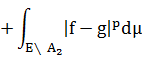 + ∫_{E\ A₂} |f − g|ᵖ dμ